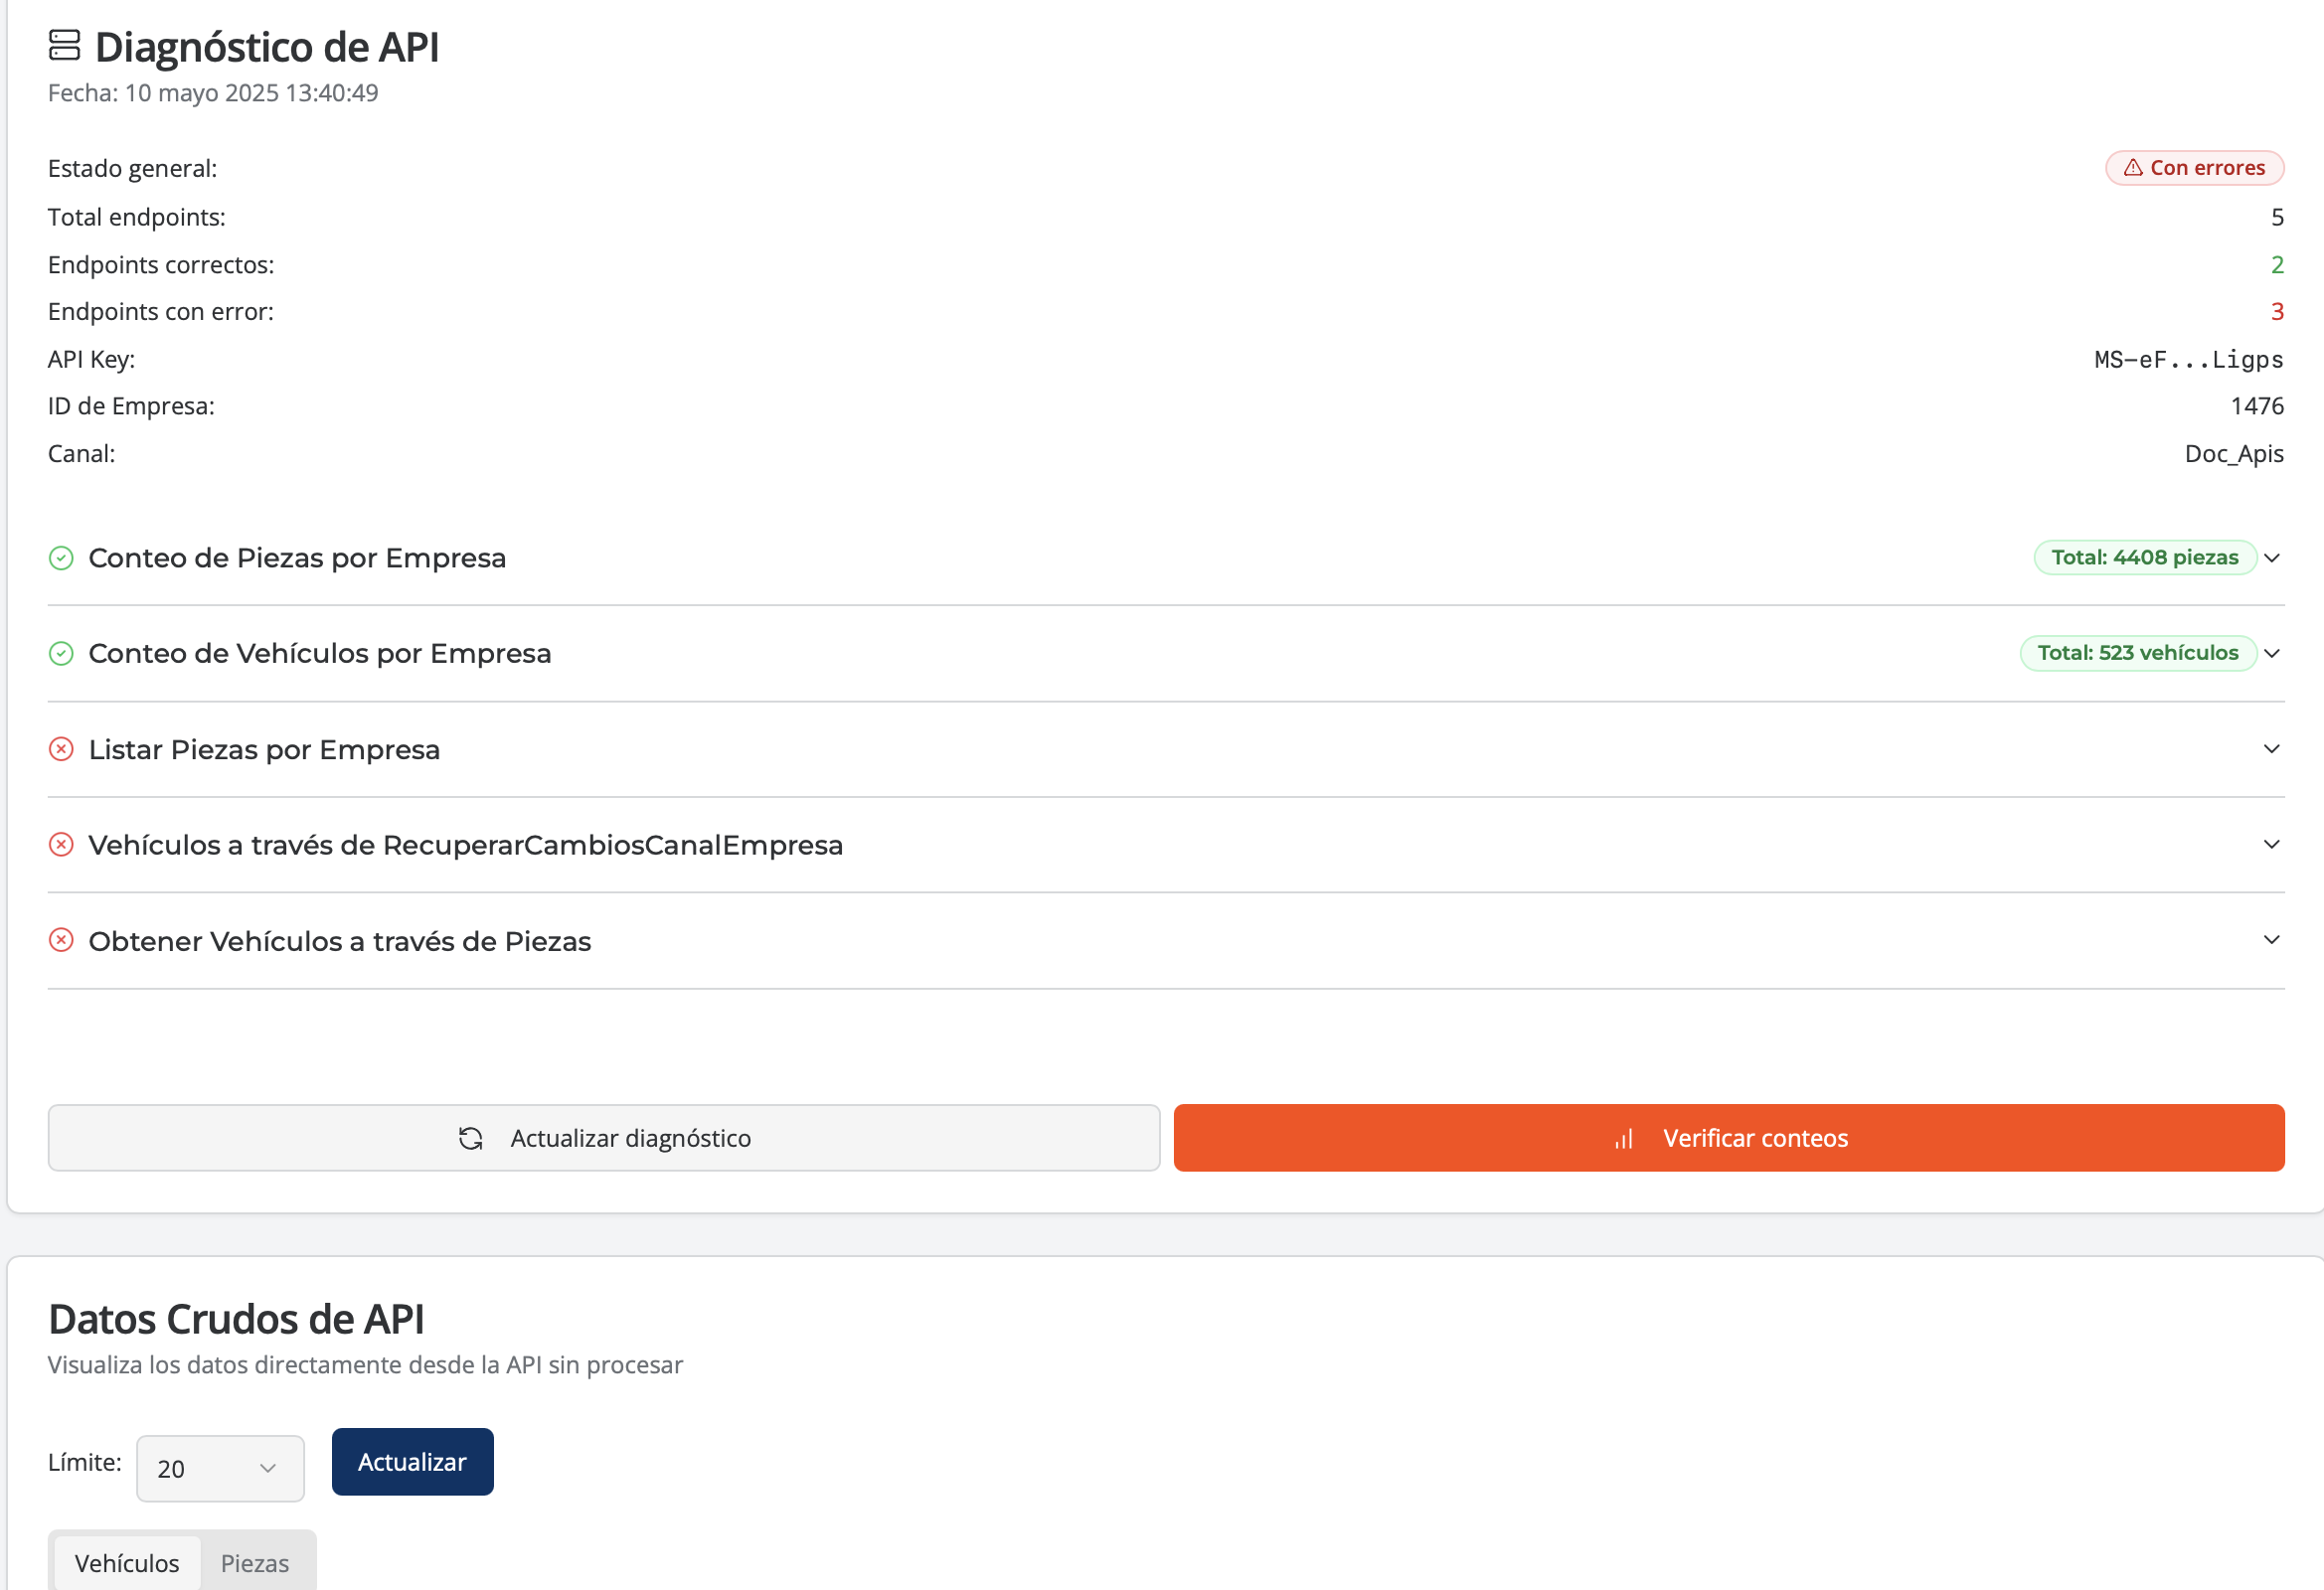 Diagnóstico de API
Fecha: 10 mayo 2025 13:40:49
Estado general: Con errores
Total endpoints: 5
Endpoints correctos: 2
Endpoints con error: 3
API Key: MS-eF...Ligps
ID de Empresa: 1476
Canal: Doc_Apis
Conteo de Piezas por Empresa Total: 4408 piezas
Conteo de Vehículos por Empresa Total: 523 vehículos
Listar Piezas por Empresa
Vehículos a través de RecuperarCambiosCanalEmpresa
Obtener Vehículos a través de Piezas
Actualizar diagnóstico Verificar conteos
Datos Crudos de API
Visualiza los datos directamente desde la API sin procesar
Límite: 20 Actualizar
Vehículos Piezas